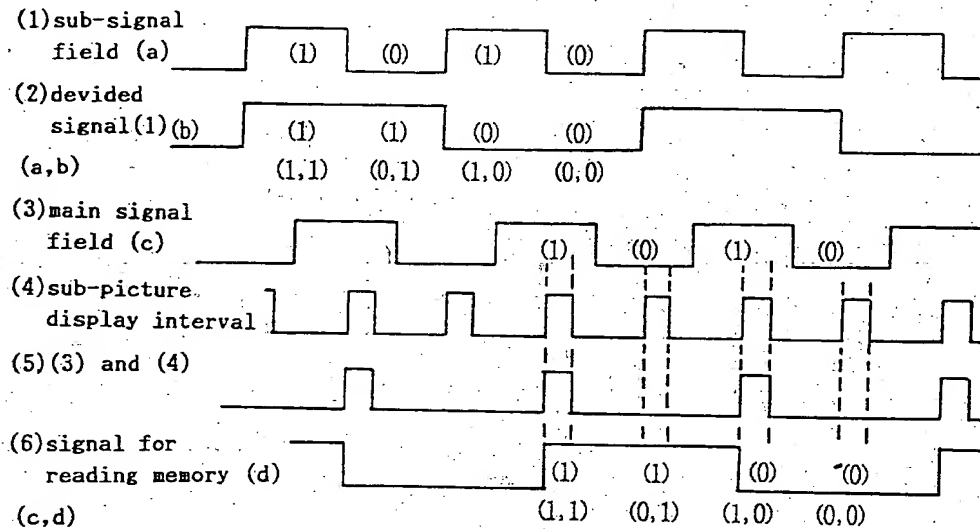 (1)sub-signal
field (a)
(1) (0) (1) (0)
(2)devided
signal(1)(b)
(1) (1) (0) (0)
(a,b) (1,1) (0,1) (1,0) (0,0)
(3)main signal
field (c)
(1) (0) (1) (0)
(4)sub-picture
display interval
(5)(3) and (4)
(6)signal for
reading memory (d)
(1) (1) (0) (0)
(c,d) (1,1) (0,1) (1,0) (0,0)